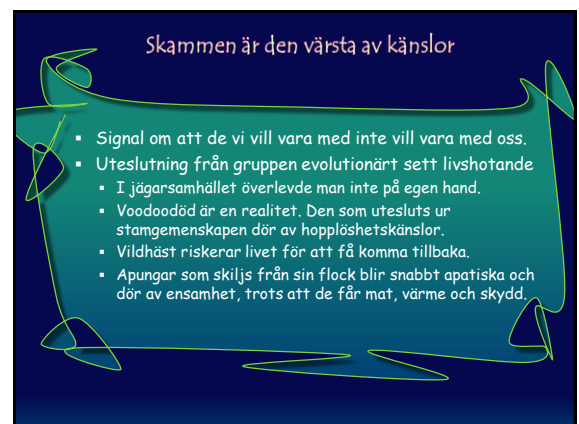 Skammen är den värsta av känslor
▪ Signal om att de vi vill vara med inte vill vara med oss.
▪ Uteslutning från gruppen evolutionärt sett livshotande
▪ I jägarsamhället överlevde man inte på egen hand.
▪ Voodoodöd är en realitet. Den som utesluts ur
stamgemenskapen dör av hopplöshetskänslor.
▪ Vildhäst riskerar livet för att få komma tillbaka.
▪ Apungar som skiljs från sin flock blir snabbt apatiska och
dör av ensamhet, trots att de får mat, värme och skydd.